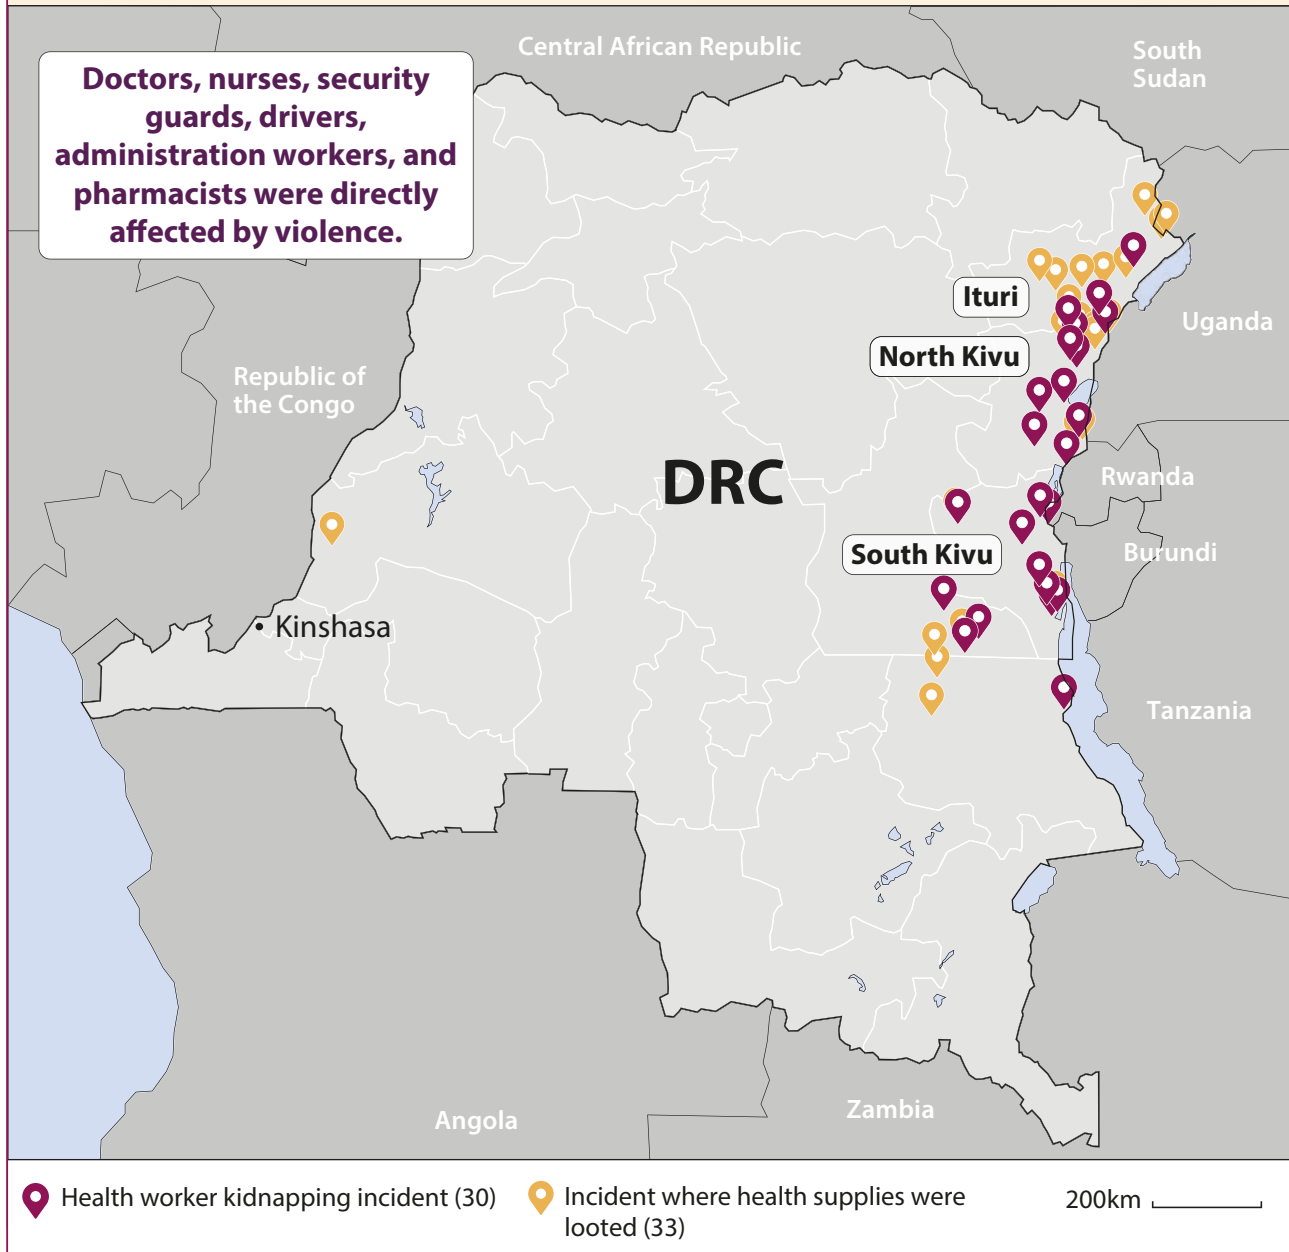 Central African Republic
South
Sudan
Doctors, nurses, security
guards, drivers,
administration workers, and
pharmacists were directly
affected by violence.
Ituri
Uganda
North Kivu
Republic of
the Congo
DRC
Rwanda
South Kivu
Burundi
Kinshasa
Tanzania
Angola
Zambia
Health worker kidnapping incident (30)
Incident where health supplies were
looted (33)
200km